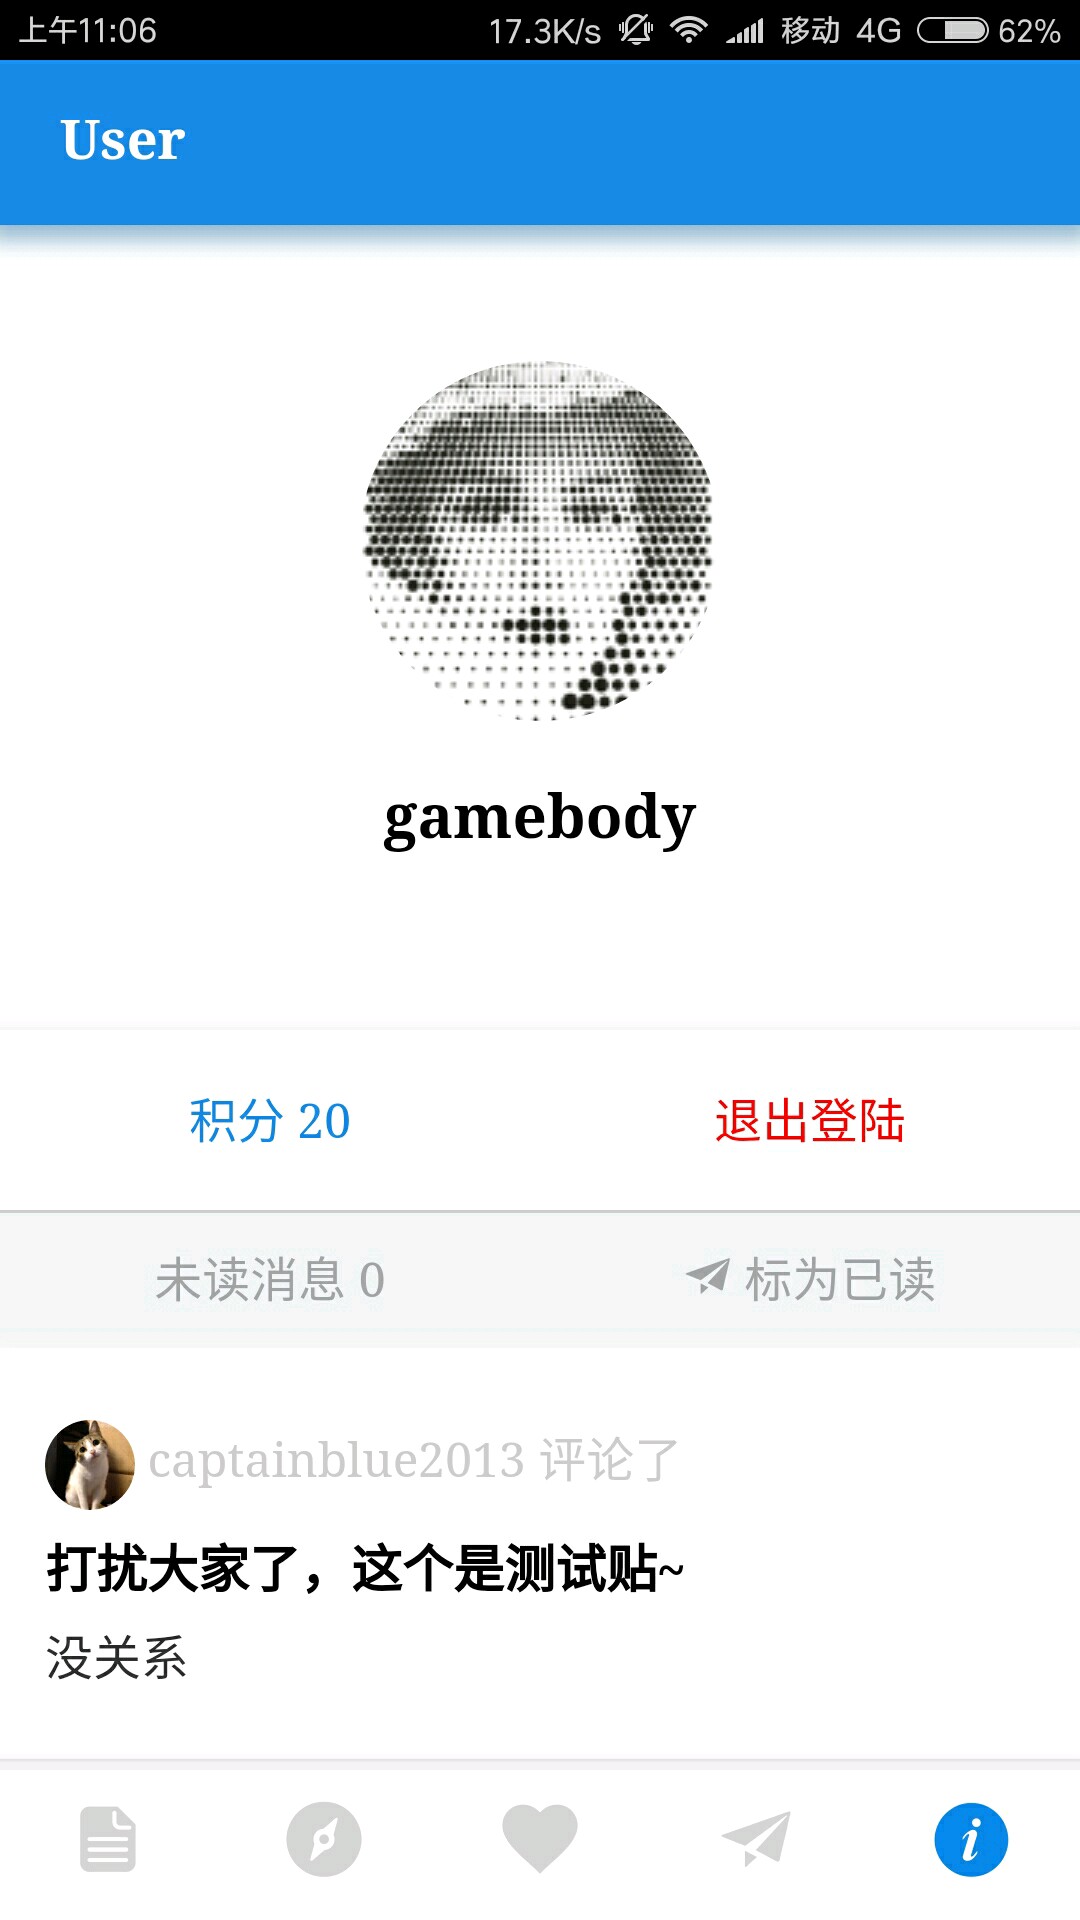 上午11:06 17.3K/s 移动 4G 62%
User
gamebody
积分 20 退出登陆
未读消息 0 标为已读
captainblue2013 评论了
打扰大家了，这个是测试贴~
没关系